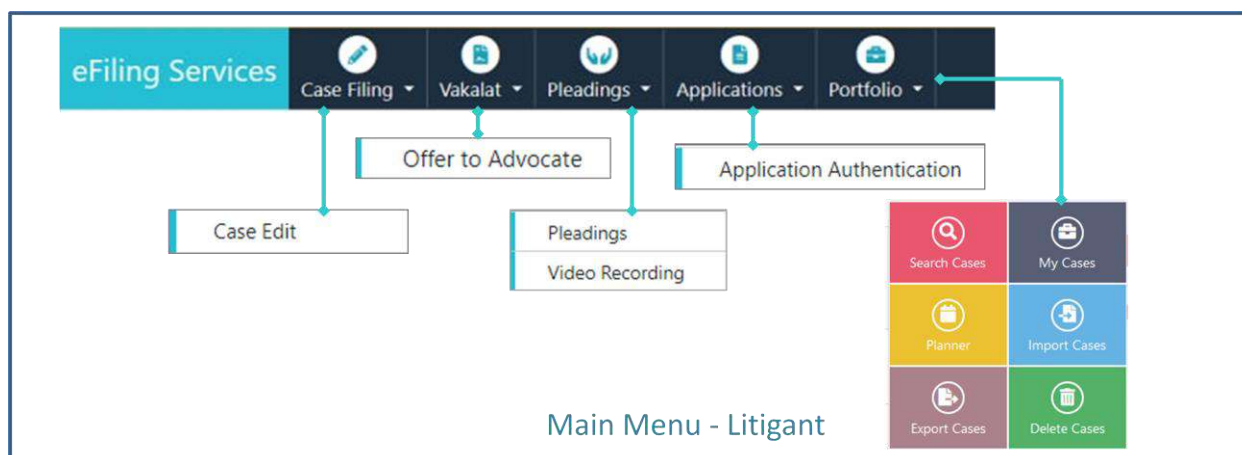 eFiling Services
Case Filing
Vakalat
Pleadings
Applications
Portfolio
Offer to Advocate
Application Authentication
Case Edit
Pleadings
Video Recording
Search Cases
My Cases
Planner
Import Cases
Export Cases
Delete Cases
Main Menu - Litigant